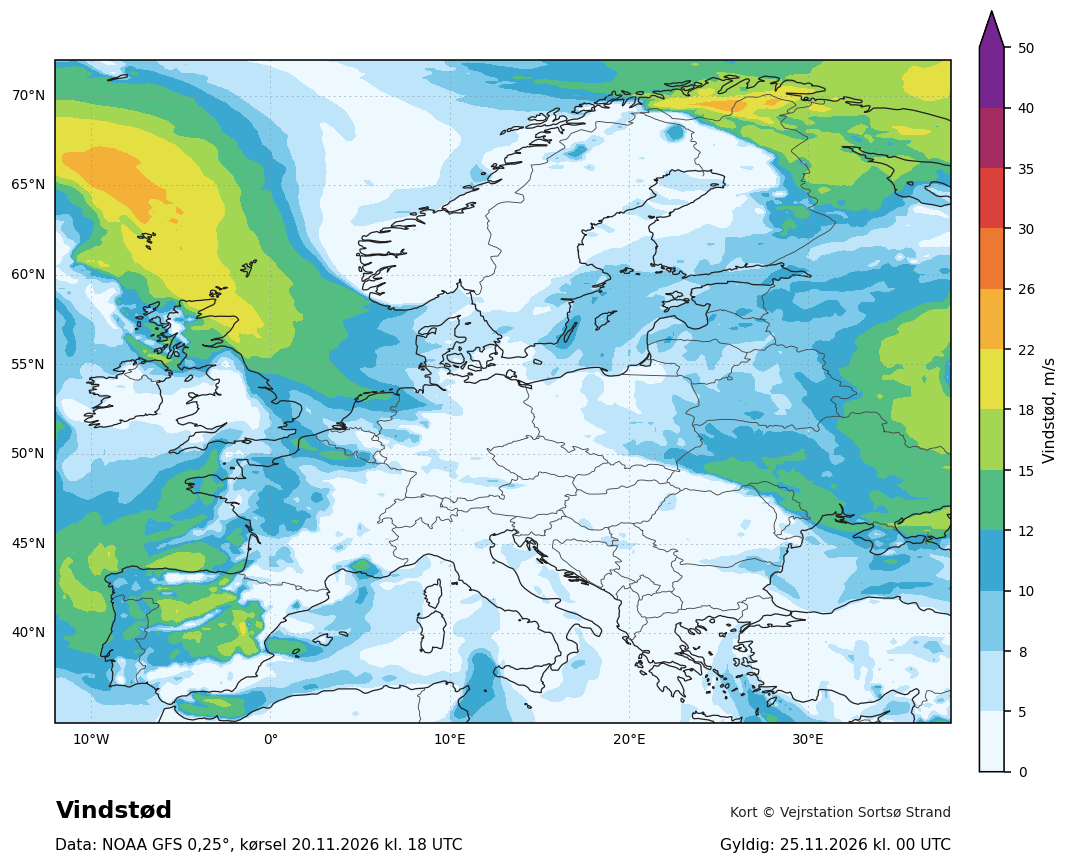 50
40
35
30
26
22
18
15
12
10
8
5
0
Vindstød, m/s
70°N
65°N
60°N
55°N
50°N
45°N
40°N
10°W
0°
10°E
20°E
30°E
Vindstød
Kort © Vejrstation Sortsø Strand
Data: NOAA GFS 0,25°, kørsel 20.11.2026 kl. 18 UTC
Gyldig: 25.11.2026 kl. 00 UTC